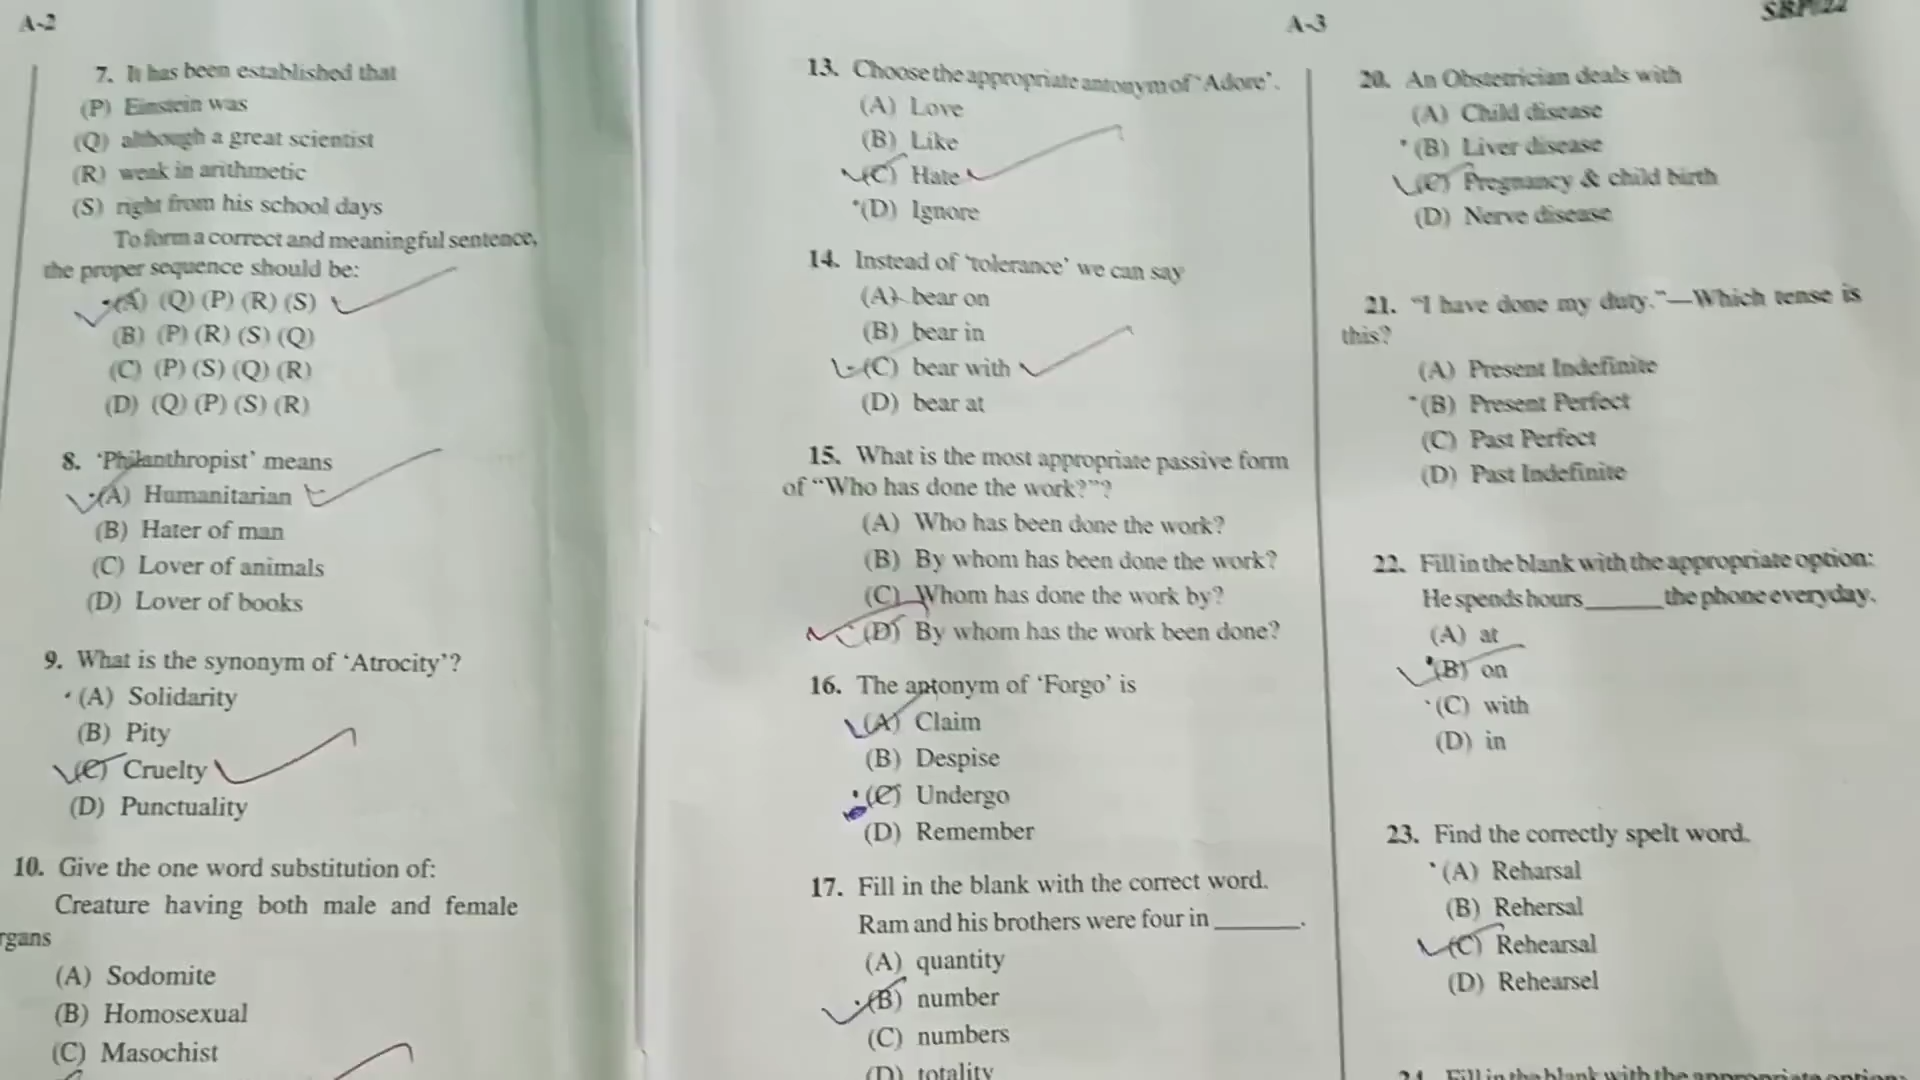 A-2
7. It has been established that
(P) Einstein was
(Q) although a great scientist
(R) weak in arithmetic
(S) right from his school days
To form a correct and meaningful sentence,
the proper sequence should be:
(A) (Q) (P) (R) (S)
(B) (P) (R) (S) (Q)
(C) (P) (S) (Q) (R)
(D) (Q) (P) (S) (R)
8. 'Philanthropist' means
(A) Humanitarian
(B) Hater of man
(C) Lover of animals
(D) Lover of books
9. What is the synonym of 'Atrocity'?
(A) Solidarity
(B) Pity
(C) Cruelty
(D) Punctuality
10. Give the one word substitution of:
Creature having both male and female
rgans
(A) Sodomite
(B) Homosexual
(C) Masochist
A-3
13. Choose the appropriate antonym of 'Adore'.
(A) Love
(B) Like
(C) Hate
(D) Ignore
14. Instead of 'tolerance' we can say
(A) bear on
(B) bear in
(C) bear with
(D) bear at
15. What is the most appropriate passive form
of "Who has done the work?"?
(A) Who has been done the work?
(B) By whom has been done the work?
(C) Whom has done the work by?
(D) By whom has the work been done?
16. The antonym of 'Forgo' is
(A) Claim
(B) Despise
(C) Undergo
(D) Remember
17. Fill in the blank with the correct word.
Ram and his brothers were four in ______.
(A) quantity
(B) number
(C) numbers
(D) totality
20. An Obstetrician deals with
(A) Child disease
(B) Liver disease
(C) Pregnancy & child birth
(D) Nerve disease
21. "I have done my duty."—Which tense is
this?
(A) Present Indefinite
(B) Present Perfect
(C) Past Perfect
(D) Past Indefinite
22. Fill in the blank with the appropriate option:
He spends hours ______ the phone everyday.
(A) at
(B) on
(C) with
(D) in
23. Find the correctly spelt word.
(A) Reharsal
(B) Rehersal
(C) Rehearsal
(D) Rehearsel
24. Fill in the blank with the appropriate option: